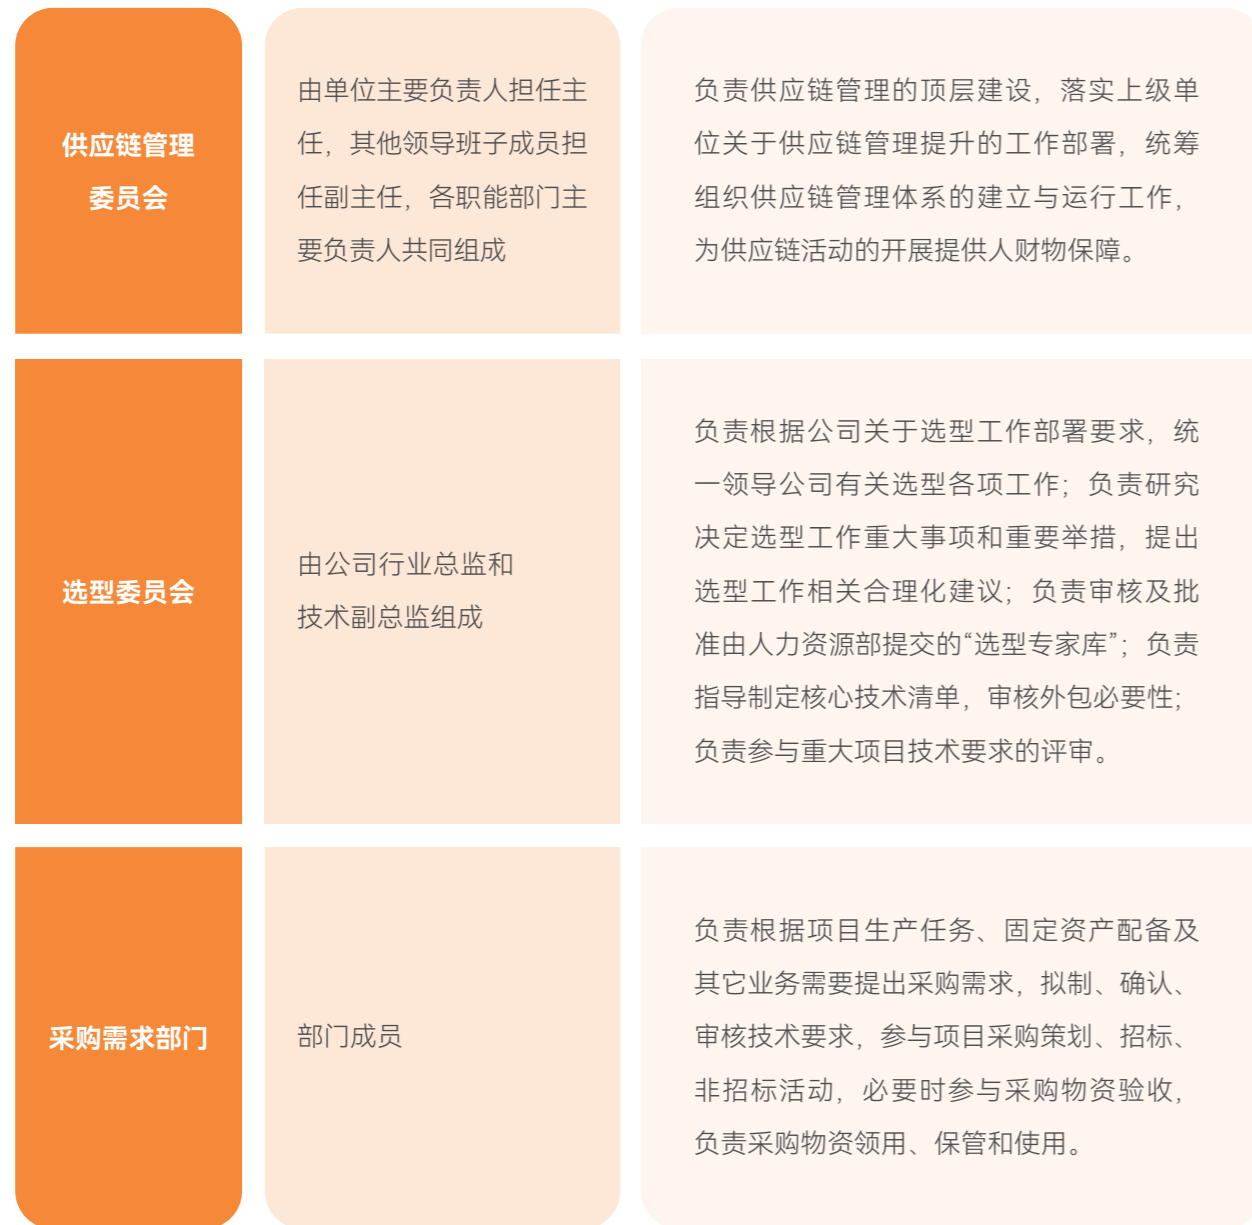 供应链管理
委员会
由单位主要负责人担任主
任，其他领导班子成员担
任副主任，各职能部门主
要负责人共同组成
负责供应链管理的顶层建设，落实上级单
位关于供应链管理提升的工作部署，统筹
组织供应链管理体系的建立与运行工作，
为供应链活动的开展提供人财物保障。
选型委员会
由公司行业总监和
技术副总监组成
负责根据公司关于选型工作部署要求，统
一领导公司有关选型各项工作；负责研究
决定选型工作重大事项和重要举措，提出
选型工作相关合理化建议；负责审核及批
准由人力资源部提交的“选型专家库”；负责
指导制定核心技术清单，审核外包必要性；
负责参与重大项目技术要求的评审。
采购需求部门
部门成员
负责根据项目生产任务、固定资产配备及
其它业务需要提出采购需求，拟制、确认、
审核技术要求，参与项目采购策划、招标、
非招标活动，必要时参与采购物资验收，
负责采购物资领用、保管和使用。